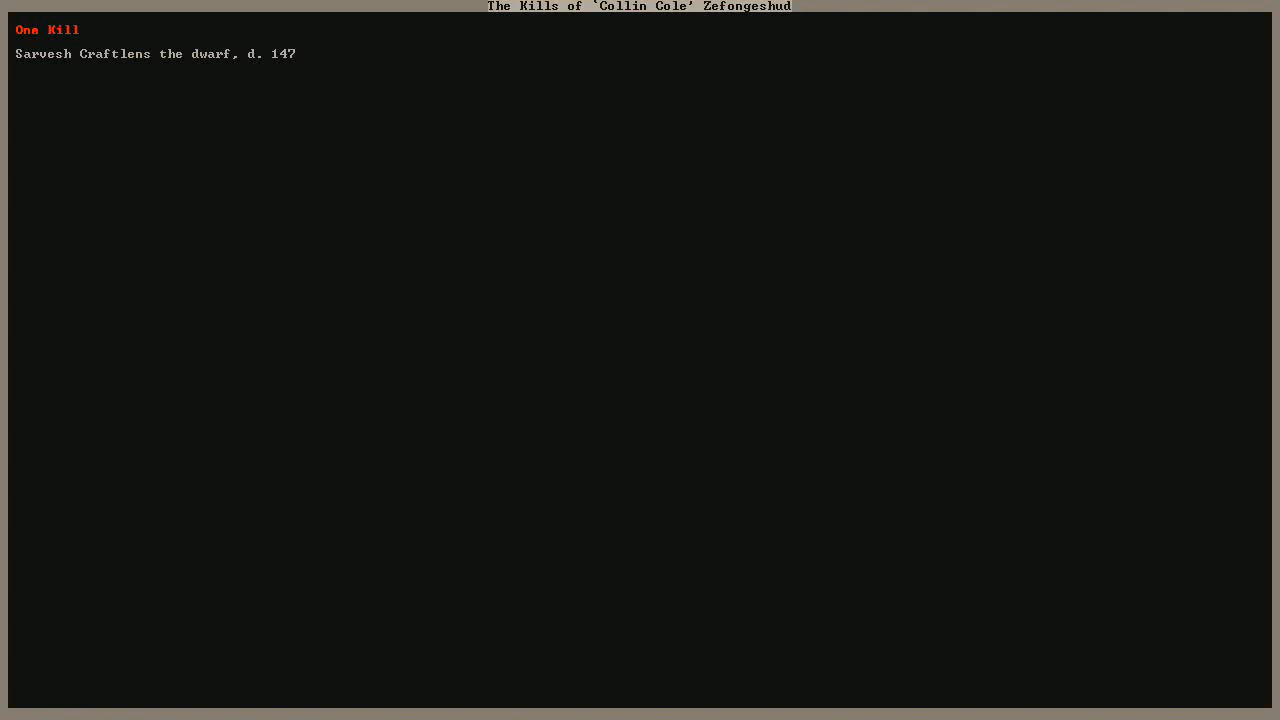 The Kills of `Collin Cole' Zefongeshud
One Kill
Sarvesh Craftlens the dwarf, d. 147